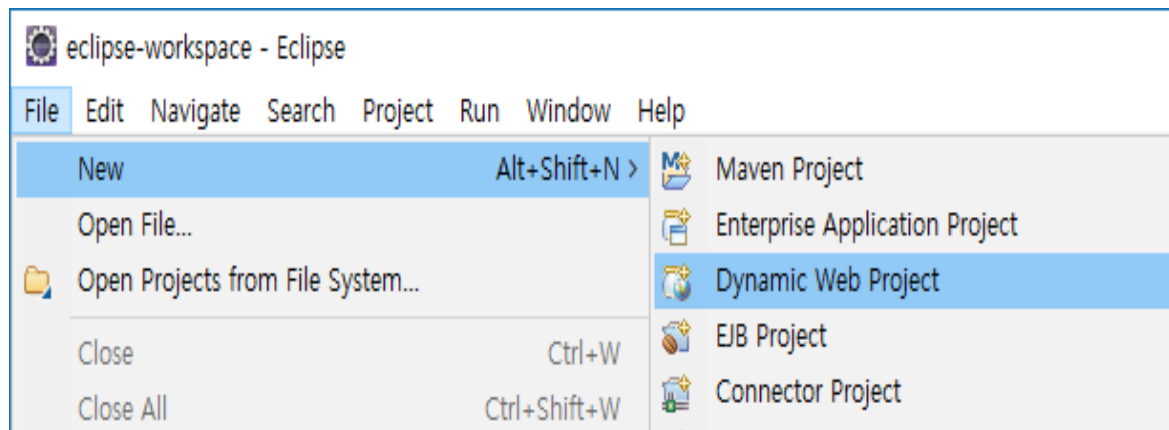 eclipse-workspace - Eclipse
File Edit Navigate Search Project Run Window Help
New Alt+Shift+N >
Open File...
Open Projects from File System...
Close Ctrl+W
Close All Ctrl+Shift+W
Maven Project
Enterprise Application Project
Dynamic Web Project
EJB Project
Connector Project